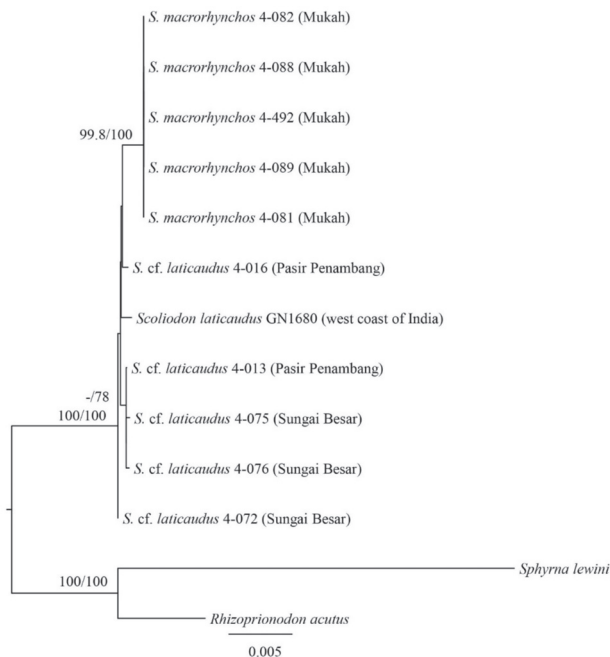 S. macrorhynchos 4-082 (Mukah)
S. macrorhynchos 4-088 (Mukah)
S. macrorhynchos 4-492 (Mukah)
99.8/100
S. macrorhynchos 4-089 (Mukah)
S. macrorhynchos 4-081 (Mukah)
S. cf. laticaudus 4-016 (Pasir Penambang)
Scoliodon laticaudus GN1680 (west coast of India)
S. cf. laticaudus 4-013 (Pasir Penambang)
-/78
100/100
S. cf. laticaudus 4-075 (Sungai Besar)
S. cf. laticaudus 4-076 (Sungai Besar)
S. cf. laticaudus 4-072 (Sungai Besar)
Sphyrna lewini
100/100
Rhizoprionodon acutus
0.005